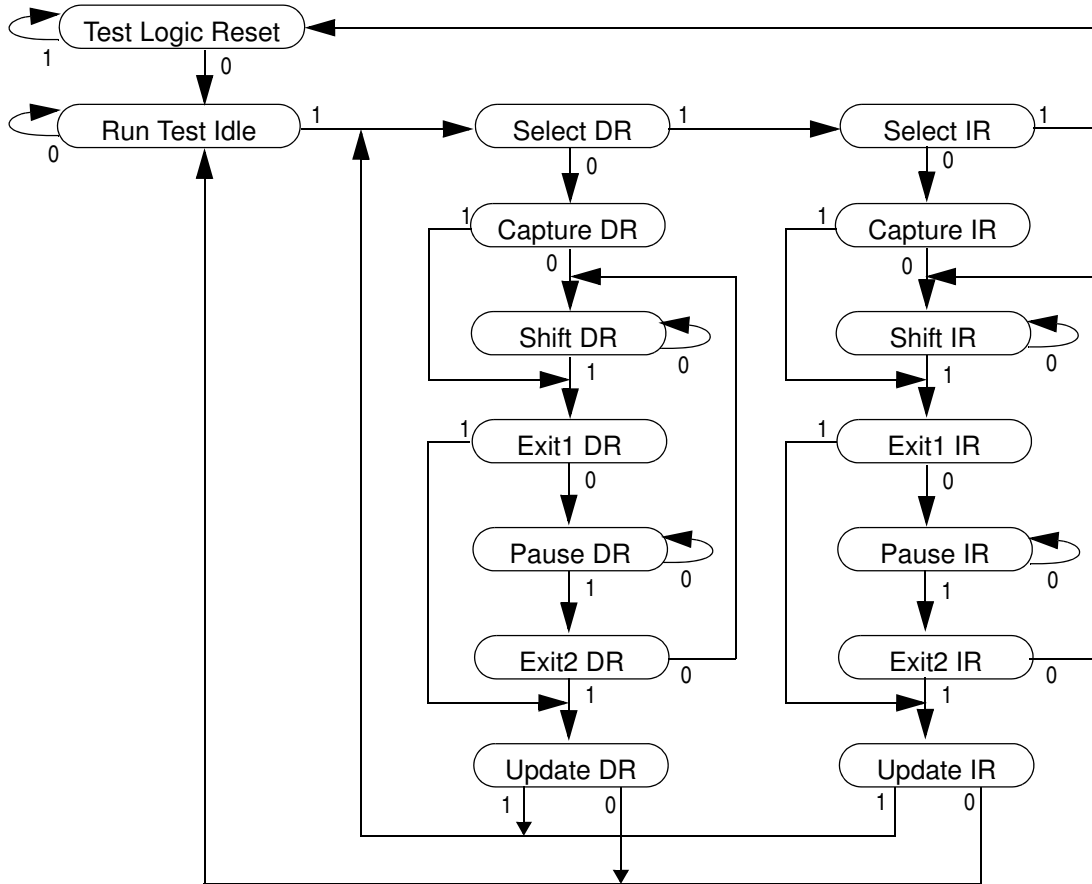 Test Logic Reset
1
0
Run Test Idle
1
0
Select DR
1
0
Select IR
1
0
1
Capture DR
0
1
Capture IR
0
Shift DR
0
1
Shift IR
0
1
1
Exit1 DR
0
1
Exit1 IR
0
Pause DR
0
1
Pause IR
0
1
Exit2 DR
0
1
Exit2 IR
0
1
Update DR
1
0
Update IR
1
0